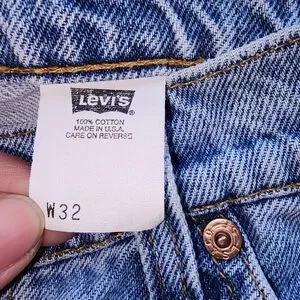 LEVI'S ®
100% COTTON
MADE IN U.S.A.
CARE ON REVERSE
W32